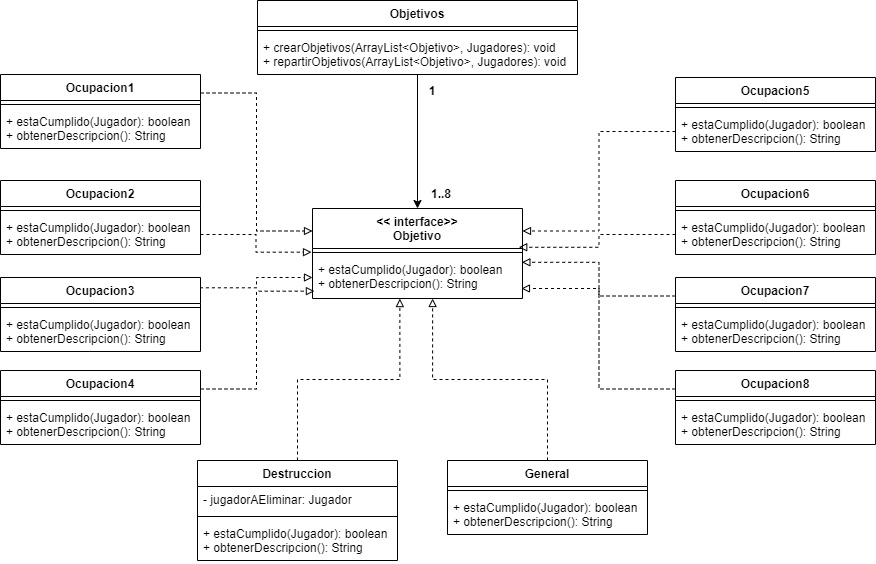 Objetivos
+ crearObjetivos(ArrayList<Objetivo>, Jugadores): void
+ repartirObjetivos(ArrayList<Objetivo>, Jugadores): void
1
1..8
Ocupacion1
+ estaCumplido(Jugador): boolean
+ obtenerDescripcion(): String
Ocupacion2
+ estaCumplido(Jugador): boolean
+ obtenerDescripcion(): String
Ocupacion3
+ estaCumplido(Jugador): boolean
+ obtenerDescripcion(): String
Ocupacion4
+ estaCumplido(Jugador): boolean
+ obtenerDescripcion(): String
<< interface>>
Objetivo
+ estaCumplido(Jugador): boolean
+ obtenerDescripcion(): String
Ocupacion5
+ estaCumplido(Jugador): boolean
+ obtenerDescripcion(): String
Ocupacion6
+ estaCumplido(Jugador): boolean
+ obtenerDescripcion(): String
Ocupacion7
+ estaCumplido(Jugador): boolean
+ obtenerDescripcion(): String
Ocupacion8
+ estaCumplido(Jugador): boolean
+ obtenerDescripcion(): String
Destruccion
- jugadorAEliminar: Jugador
+ estaCumplido(Jugador): boolean
+ obtenerDescripcion(): String
General
+ estaCumplido(Jugador): boolean
+ obtenerDescripcion(): String